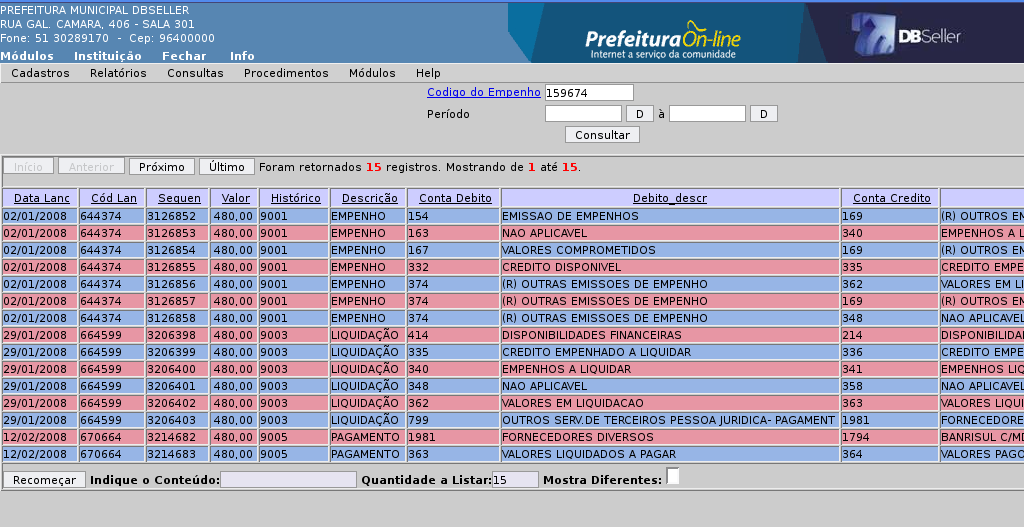 PREFEITURA MUNICIPAL DBSELLER
RUA GAL. CAMARA, 406 - SALA 301
Fone: 51 30289170 - Cep: 96400000
Módulos Instituição Fechar Info
PrefeituraOn-line
Internet a serviço da comunidade
DBSeller
Cadastros Relatórios Consultas Procedimentos Módulos Help
Codigo do Empenho 159674
Período D à D
Consultar
Início Anterior Próximo Último Foram retornados 15 registros. Mostrando de 1 até 15.
Data Lanc Cód Lan Sequen Valor Histórico Descrição Conta Debito Debito_descr Conta Credito
02/01/2008 644374 3126852 480,00 9001 EMPENHO 154 EMISSAO DE EMPENHOS 169 (R) OUTROS EM
02/01/2008 644374 3126853 480,00 9001 EMPENHO 163 NAO APLICAVEL 340 EMPENHOS A L
02/01/2008 644374 3126854 480,00 9001 EMPENHO 167 VALORES COMPROMETIDOS 169 (R) OUTROS EM
02/01/2008 644374 3126855 480,00 9001 EMPENHO 332 CREDITO DISPONIVEL 335 CREDITO EMPE
02/01/2008 644374 3126856 480,00 9001 EMPENHO 374 (R) OUTRAS EMISSOES DE EMPENHO 362 VALORES EM LI
02/01/2008 644374 3126857 480,00 9001 EMPENHO 374 (R) OUTRAS EMISSOES DE EMPENHO 169 (R) OUTROS EM
02/01/2008 644374 3126858 480,00 9001 EMPENHO 374 (R) OUTRAS EMISSOES DE EMPENHO 348 NAO APLICAVEL
29/01/2008 664599 3206398 480,00 9003 LIQUIDAÇÃO 414 DISPONIBILIDADES FINANCEIRAS 214 DISPONIBILIDA
29/01/2008 664599 3206399 480,00 9003 LIQUIDAÇÃO 335 CREDITO EMPENHADO A LIQUIDAR 336 CREDITO EMPE
29/01/2008 664599 3206400 480,00 9003 LIQUIDAÇÃO 340 EMPENHOS A LIQUIDAR 341 EMPENHOS LIQ
29/01/2008 664599 3206401 480,00 9003 LIQUIDAÇÃO 348 NAO APLICAVEL 358 NAO APLICAVEL
29/01/2008 664599 3206402 480,00 9003 LIQUIDAÇÃO 362 VALORES EM LIQUIDACAO 363 VALORES LIQUI
29/01/2008 664599 3206403 480,00 9003 LIQUIDAÇÃO 799 OUTROS SERV.DE TERCEIROS PESSOA JURIDICA- PAGAMENT 1981 FORNECEDORE
12/02/2008 670664 3214682 480,00 9005 PAGAMENTO 1981 FORNECEDORES DIVERSOS 1794 BANRISUL C/M
12/02/2008 670664 3214683 480,00 9005 PAGAMENTO 363 VALORES LIQUIDADOS A PAGAR 364 VALORES PAGO
Recomeçar Indique o Conteúdo: Quantidade a Listar: 15 Mostra Diferentes: